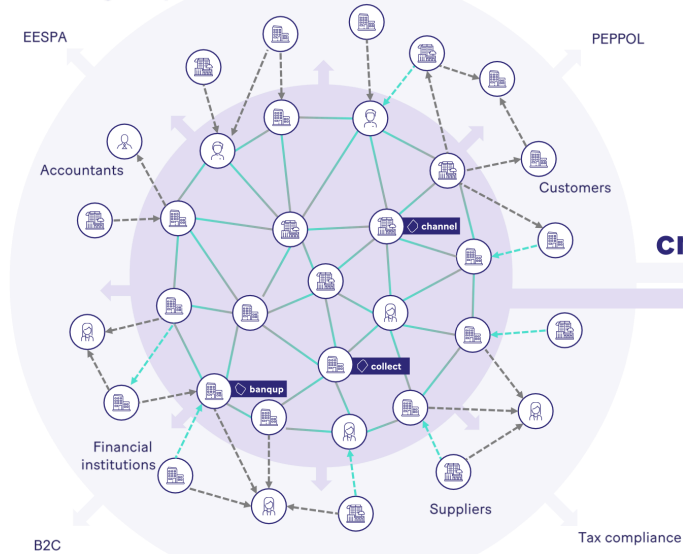 EESPA
PEPPOL
Accountants
Customers
channel
collect
banqup
Financial
institutions
Suppliers
B2C
Tax compliance